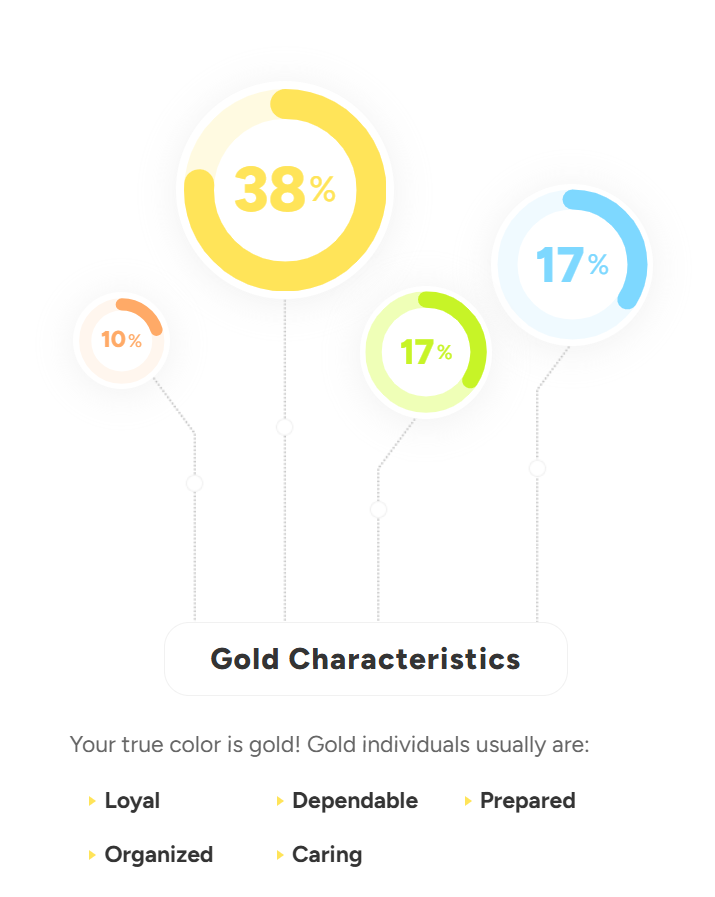 38%
17%
10%
17%
Gold Characteristics
Your true color is gold! Gold individuals usually are:
Loyal Dependable Prepared
Organized Caring